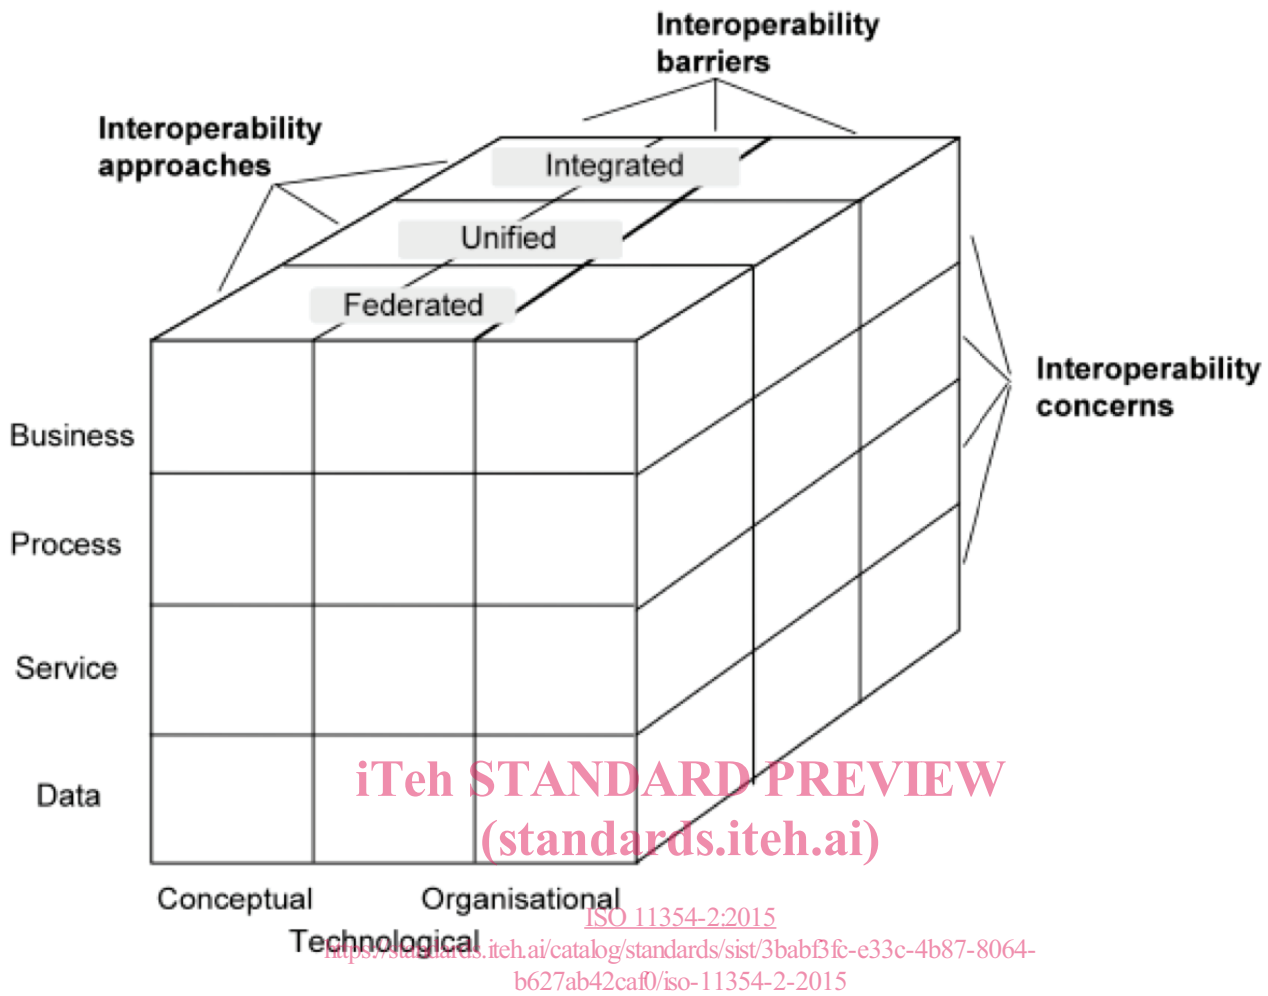 Interoperability
barriers
Interoperability
approaches
Integrated
Unified
Federated
Interoperability
concerns
Business
Process
Service
Data
iTeh STANDARD PREVIEW
(standards.iteh.ai)
Conceptual
Organisational
Technological
ISO 11354-2:2015
https://standards.iteh.ai/catalog/standards/sist/3babf3fc-e33c-4b87-8064-
b627ab42caf0/iso-11354-2-2015